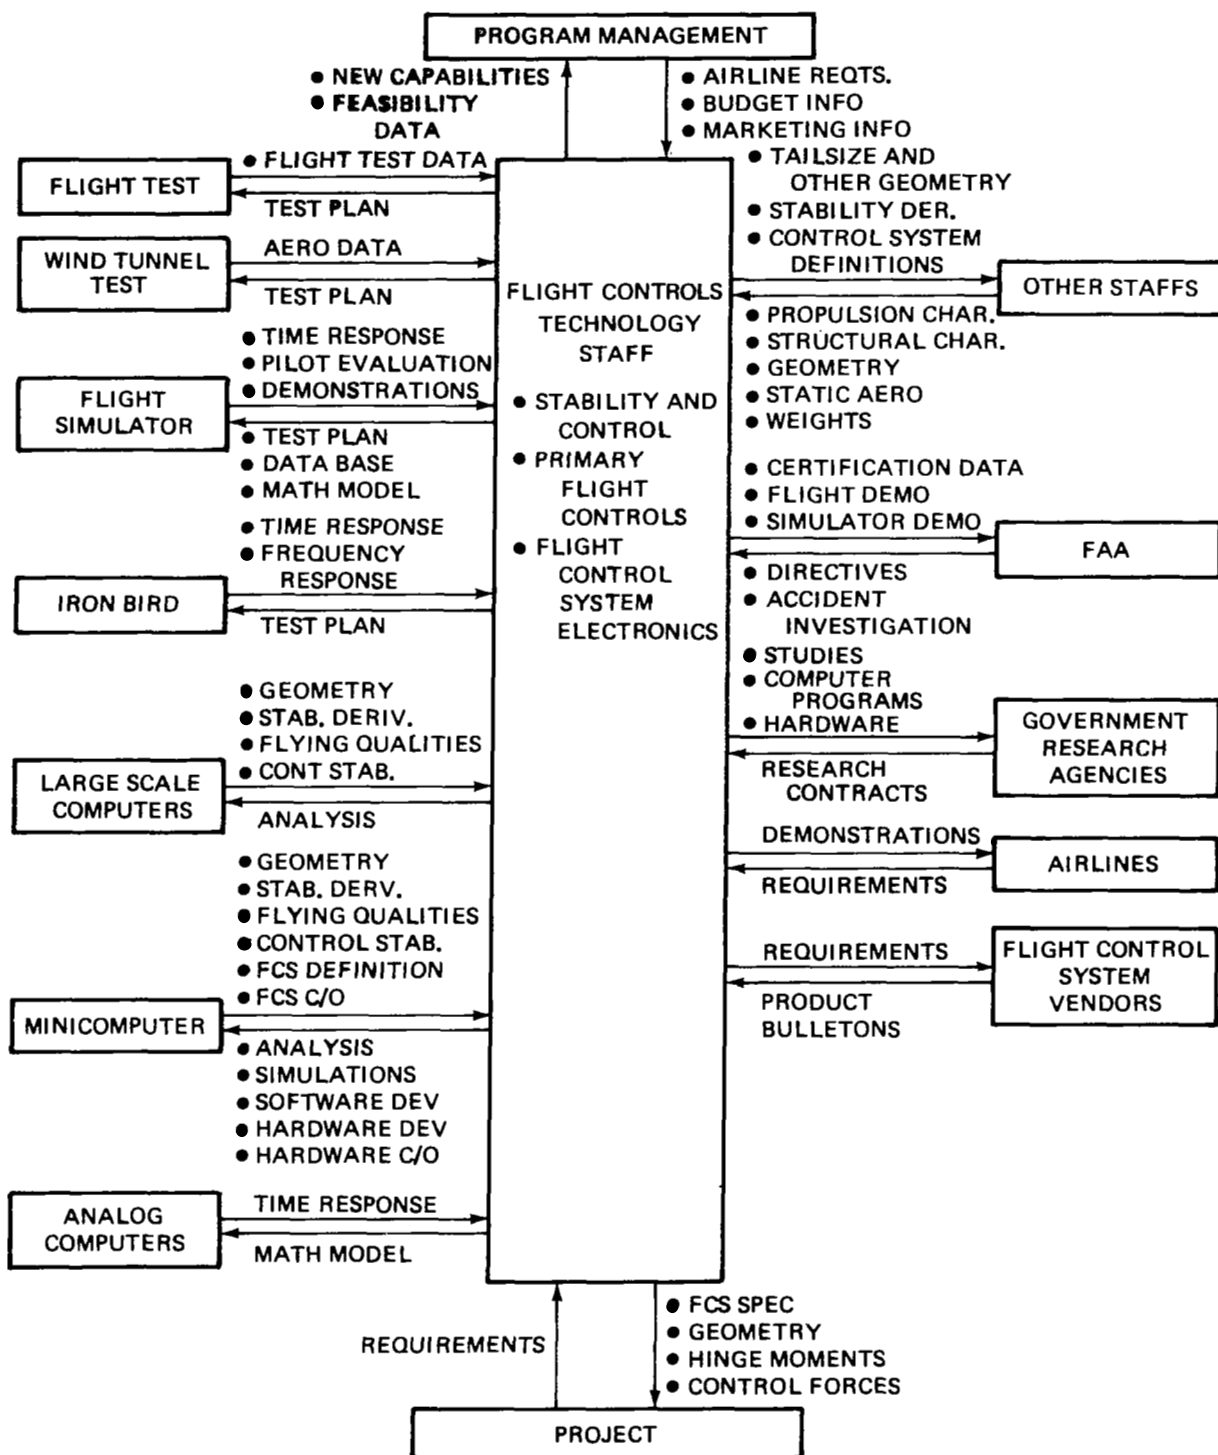 PROGRAM MANAGEMENT
● NEW CAPABILITIES
● FEASIBILITY
DATA
● AIRLINE REQTS.
● BUDGET INFO
● MARKETING INFO
FLIGHT TEST
● FLIGHT TEST DATA
TEST PLAN
WIND TUNNEL
TEST
AERO DATA
TEST PLAN
FLIGHT
SIMULATOR
● TIME RESPONSE
● PILOT EVALUATION
● DEMONSTRATIONS
● TEST PLAN
● DATA BASE
● MATH MODEL
IRON BIRD
● TIME RESPONSE
● FREQUENCY
RESPONSE
TEST PLAN
LARGE SCALE
COMPUTERS
● GEOMETRY
● STAB. DERIV.
● FLYING QUALITIES
● CONT STAB.
ANALYSIS
MINICOMPUTER
● GEOMETRY
● STAB. DERV.
● FLYING QUALITIES
● CONTROL STAB.
● FCS DEFINITION
● FCS C/O
● ANALYSIS
● SIMULATIONS
● SOFTWARE DEV
● HARDWARE DEV
● HARDWARE C/O
ANALOG
COMPUTERS
TIME RESPONSE
MATH MODEL
FLIGHT CONTROLS
TECHNOLOGY
STAFF
● STABILITY AND
CONTROL
● PRIMARY
FLIGHT
CONTROLS
● FLIGHT
CONTROL
SYSTEM
ELECTRONICS
● TAILSIZE AND
OTHER GEOMETRY
● STABILITY DER.
● CONTROL SYSTEM
DEFINITIONS
OTHER STAFFS
● PROPULSION CHAR.
● STRUCTURAL CHAR.
● GEOMETRY
● STATIC AERO
● WEIGHTS
● CERTIFICATION DATA
● FLIGHT DEMO
● SIMULATOR DEMO
FAA
● DIRECTIVES
● ACCIDENT
INVESTIGATION
● STUDIES
● COMPUTER
PROGRAMS
● HARDWARE
GOVERNMENT
RESEARCH
AGENCIES
RESEARCH
CONTRACTS
DEMONSTRATIONS
AIRLINES
REQUIREMENTS
REQUIREMENTS
FLIGHT CONTROL
SYSTEM
VENDORS
PRODUCT
BULLETONS
REQUIREMENTS
● FCS SPEC
● GEOMETRY
● HINGE MOMENTS
● CONTROL FORCES
PROJECT